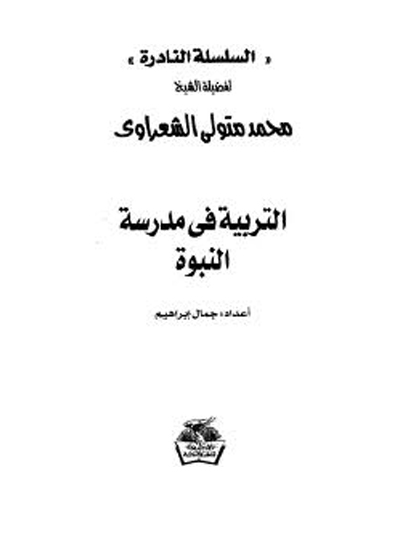 « السلسلة النادرة »
لفضيلة الشيخ
محمد متولى الشعراوى
التربية فى مدرسة
النبوة
أعداد: جمال إبراهيم